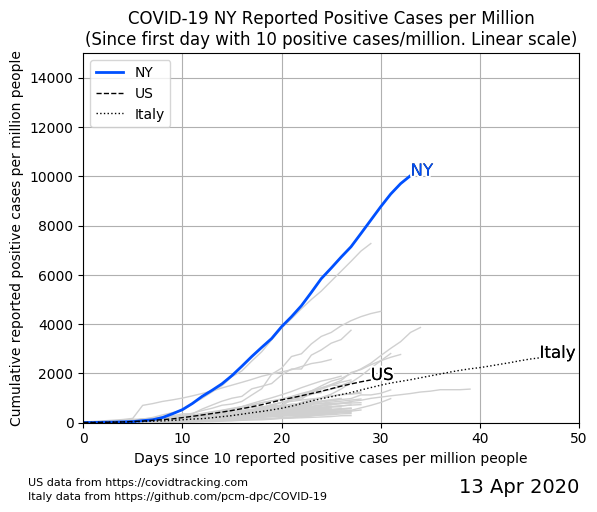 COVID-19 NY Reported Positive Cases per Million
(Since first day with 10 positive cases/million. Linear scale)
Cumulative reported positive cases per million people
14000
12000
10000
8000
6000
4000
2000
0
NY
US
Italy
NY
Italy
US
0
10
20
30
40
50
Days since 10 reported positive cases per million people
US data from https://covidtracking.com
Italy data from https://github.com/pcm-dpc/COVID-19
13 Apr 2020